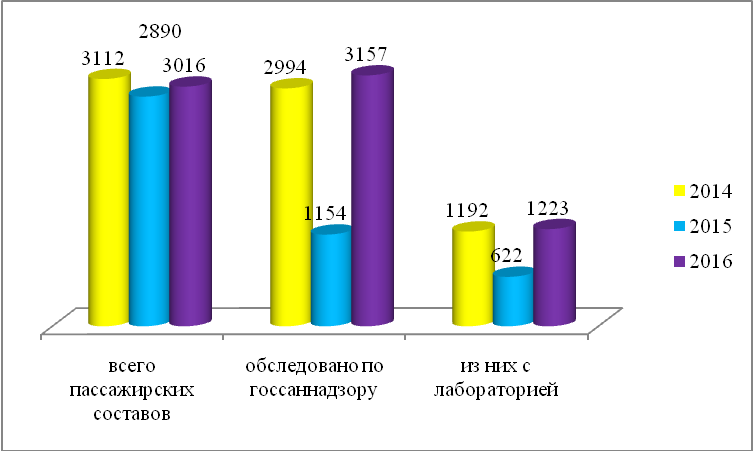 2890
3112
3016
2994
3157
1154
1192
1223
622
2014
2015
2016
всего
пассажирских
составов
обследовано по
госсаннадзору
из них с
лабораторией